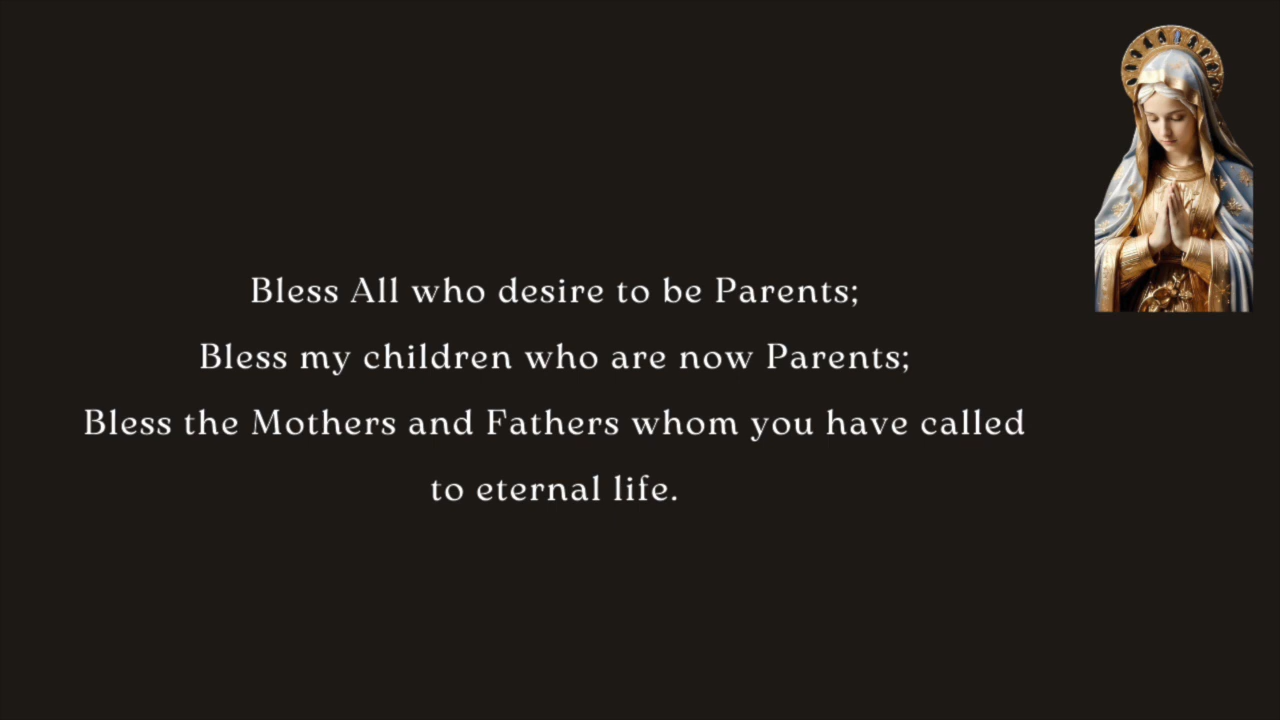 Bless All who desire to be Parents;
Bless my children who are now Parents;
Bless the Mothers and Fathers whom you have called
to eternal life.